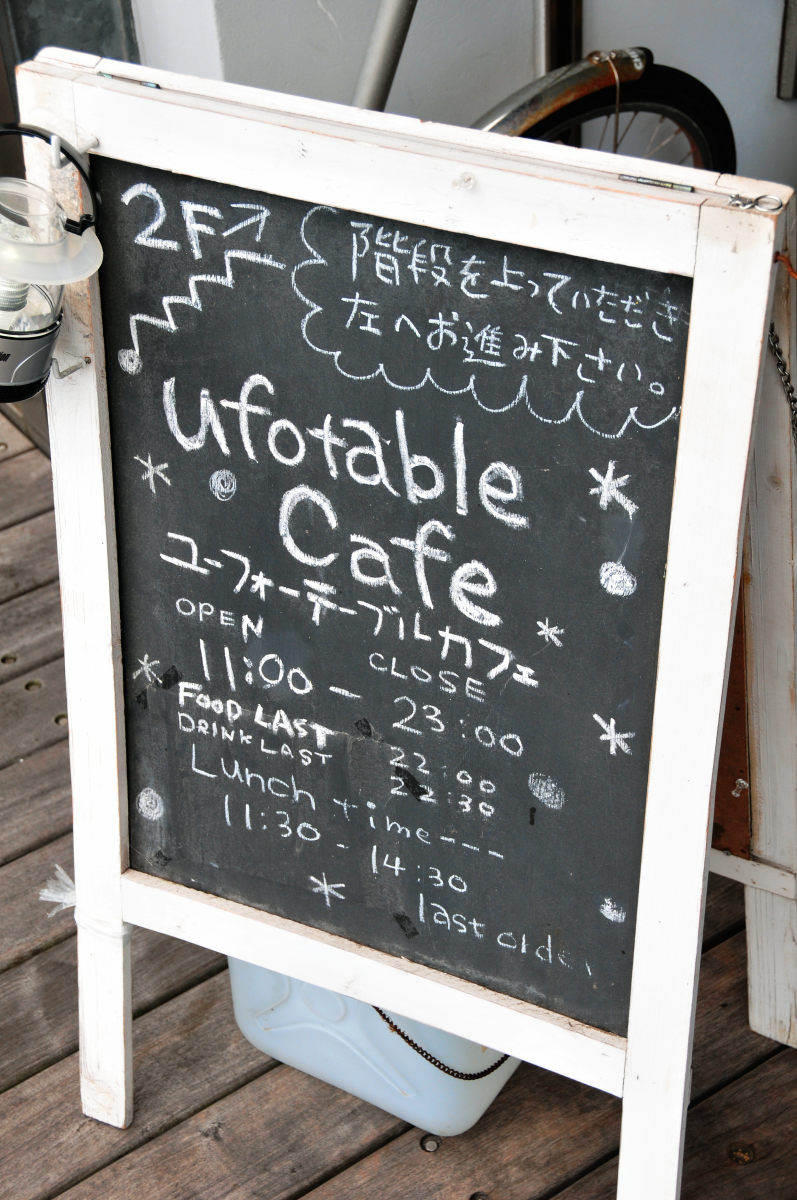 2F↗
階段を上っていただき
左へお進み下さい。
ufotable
Cafe
ユーフォーテーブルカフェ
OPEN CLOSE
11:00 – 23:00
FOOD LAST 22:00
DRINK LAST 22:30
Lunch time---
11:30 - 14:30
last order